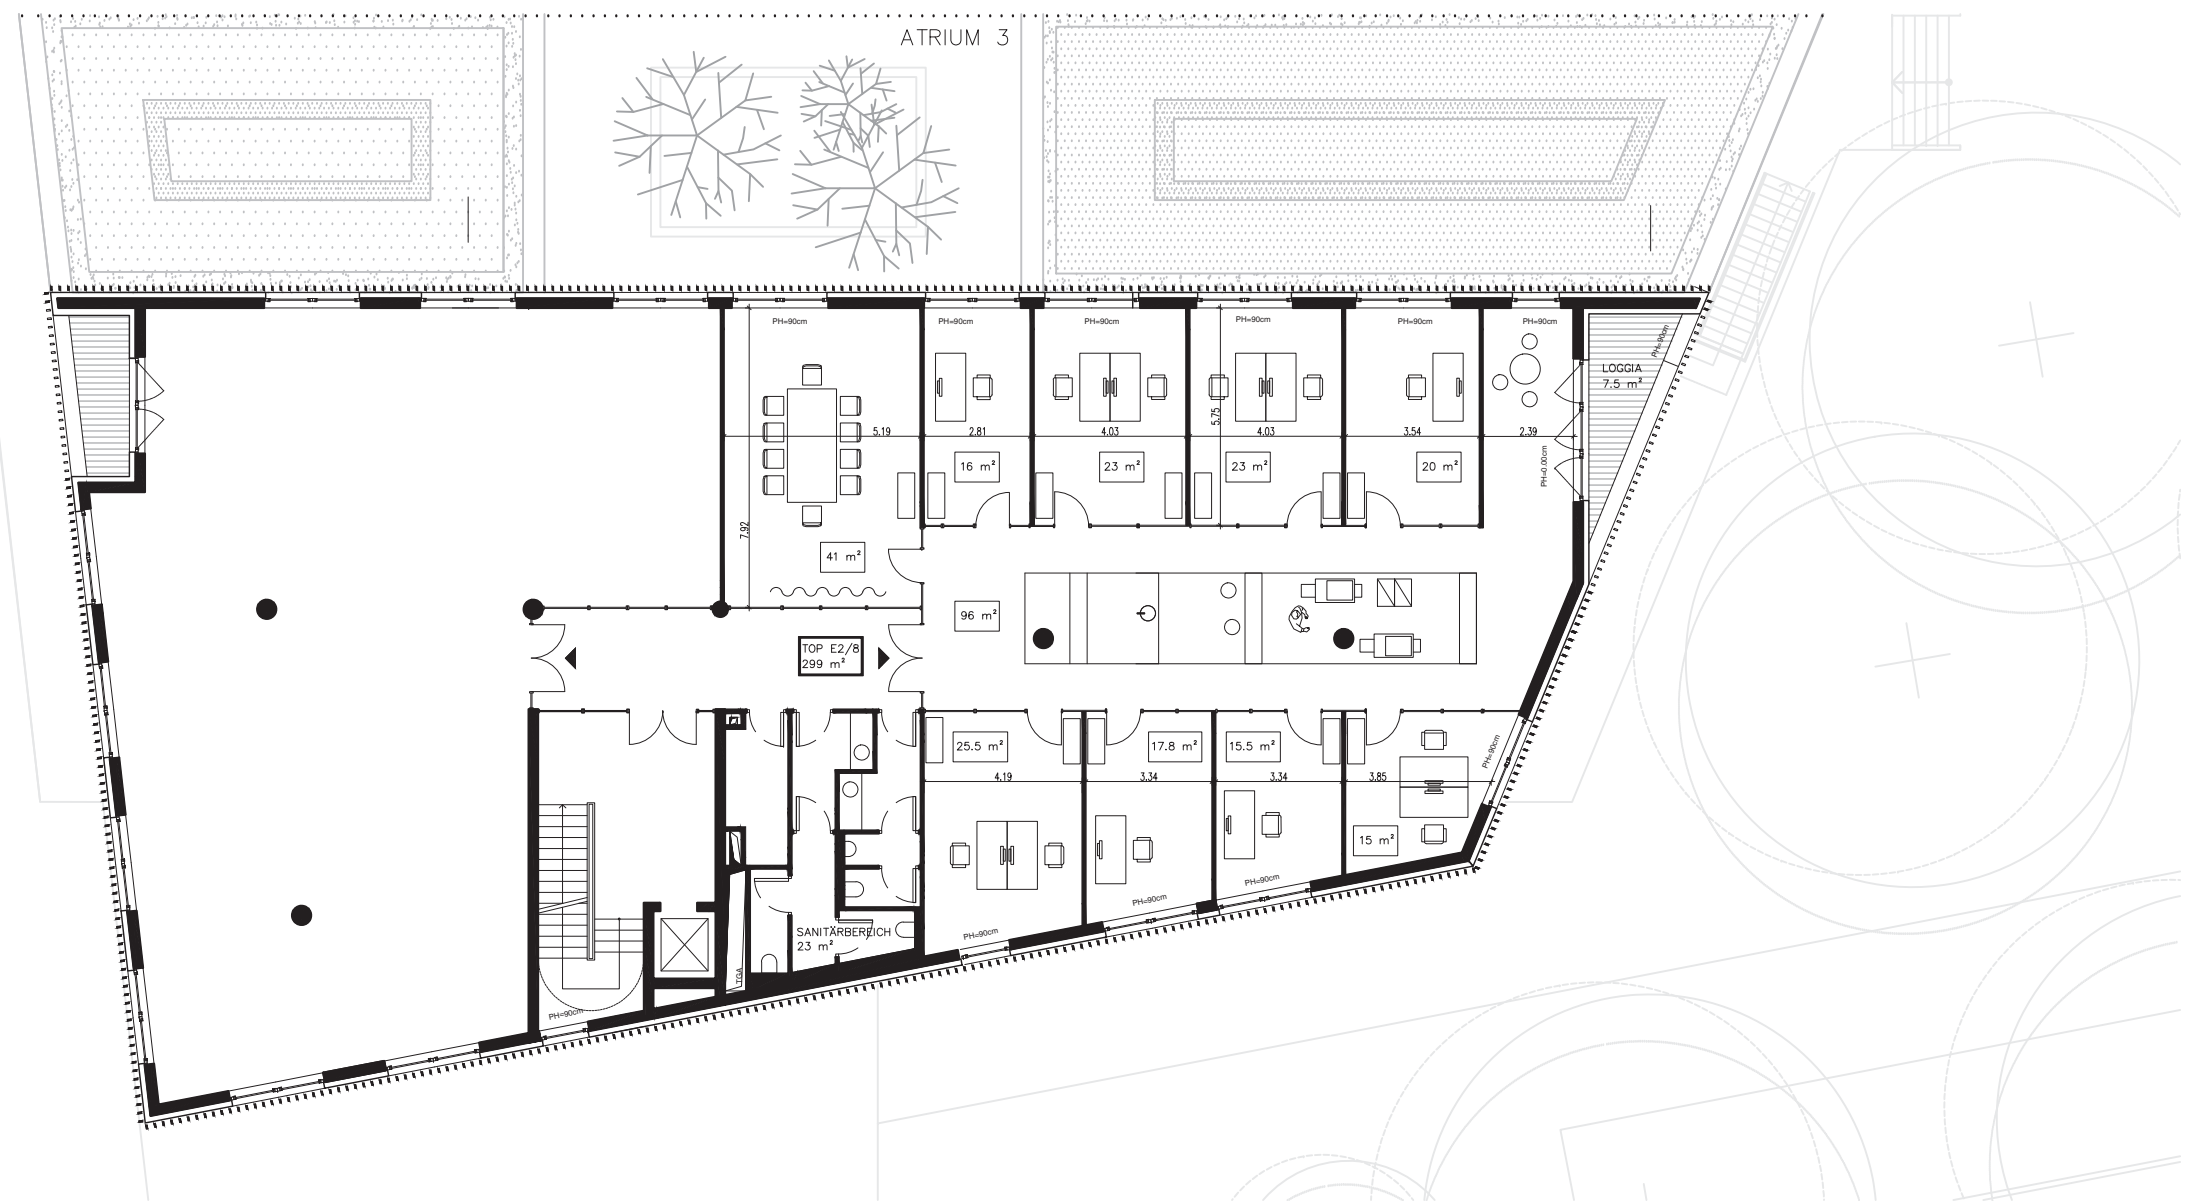 ATRIUM 3
PH=90cm
PH=90cm
PH=90cm
PH=90cm
PH=90cm
PH=90cm
PH=90cm
LOGGIA
7.5 m²
5.19
2.81
4.03
5.75
4.03
3.54
2.39
16 m²
23 m²
23 m²
20 m²
PH=0.00cm
7.92
41 m²
96 m²
TOP E2/8
299 m²
25.5 m²
17.8 m²
15.5 m²
PH=90cm
4.19
3.34
3.34
3.85
15 m²
PH=90cm
PH=90cm
PH=90cm
SANITÄRBEREICH
23 m²
TGA
PH=90cm